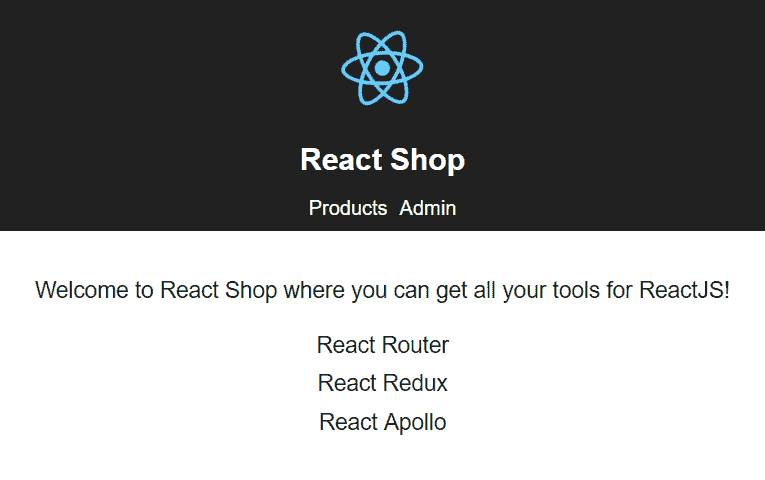 React Shop
Products Admin
Welcome to React Shop where you can get all your tools for ReactJS!
React Router
React Redux
React Apollo